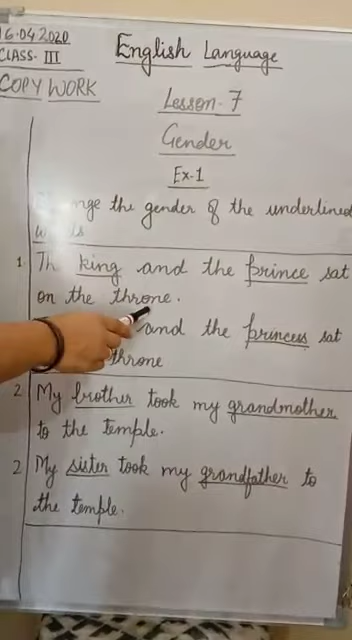 16.04.2020
CLASS- III
COPY WORK
English Language
Lesson-7
Gender
Ex-1
the gender of the underlined
1. The king and the prince sat
on the throne.
and the princess sat
throne
2. My brother took my grandmother
to the temple.
2. My sister took my grandfather to
the temple.